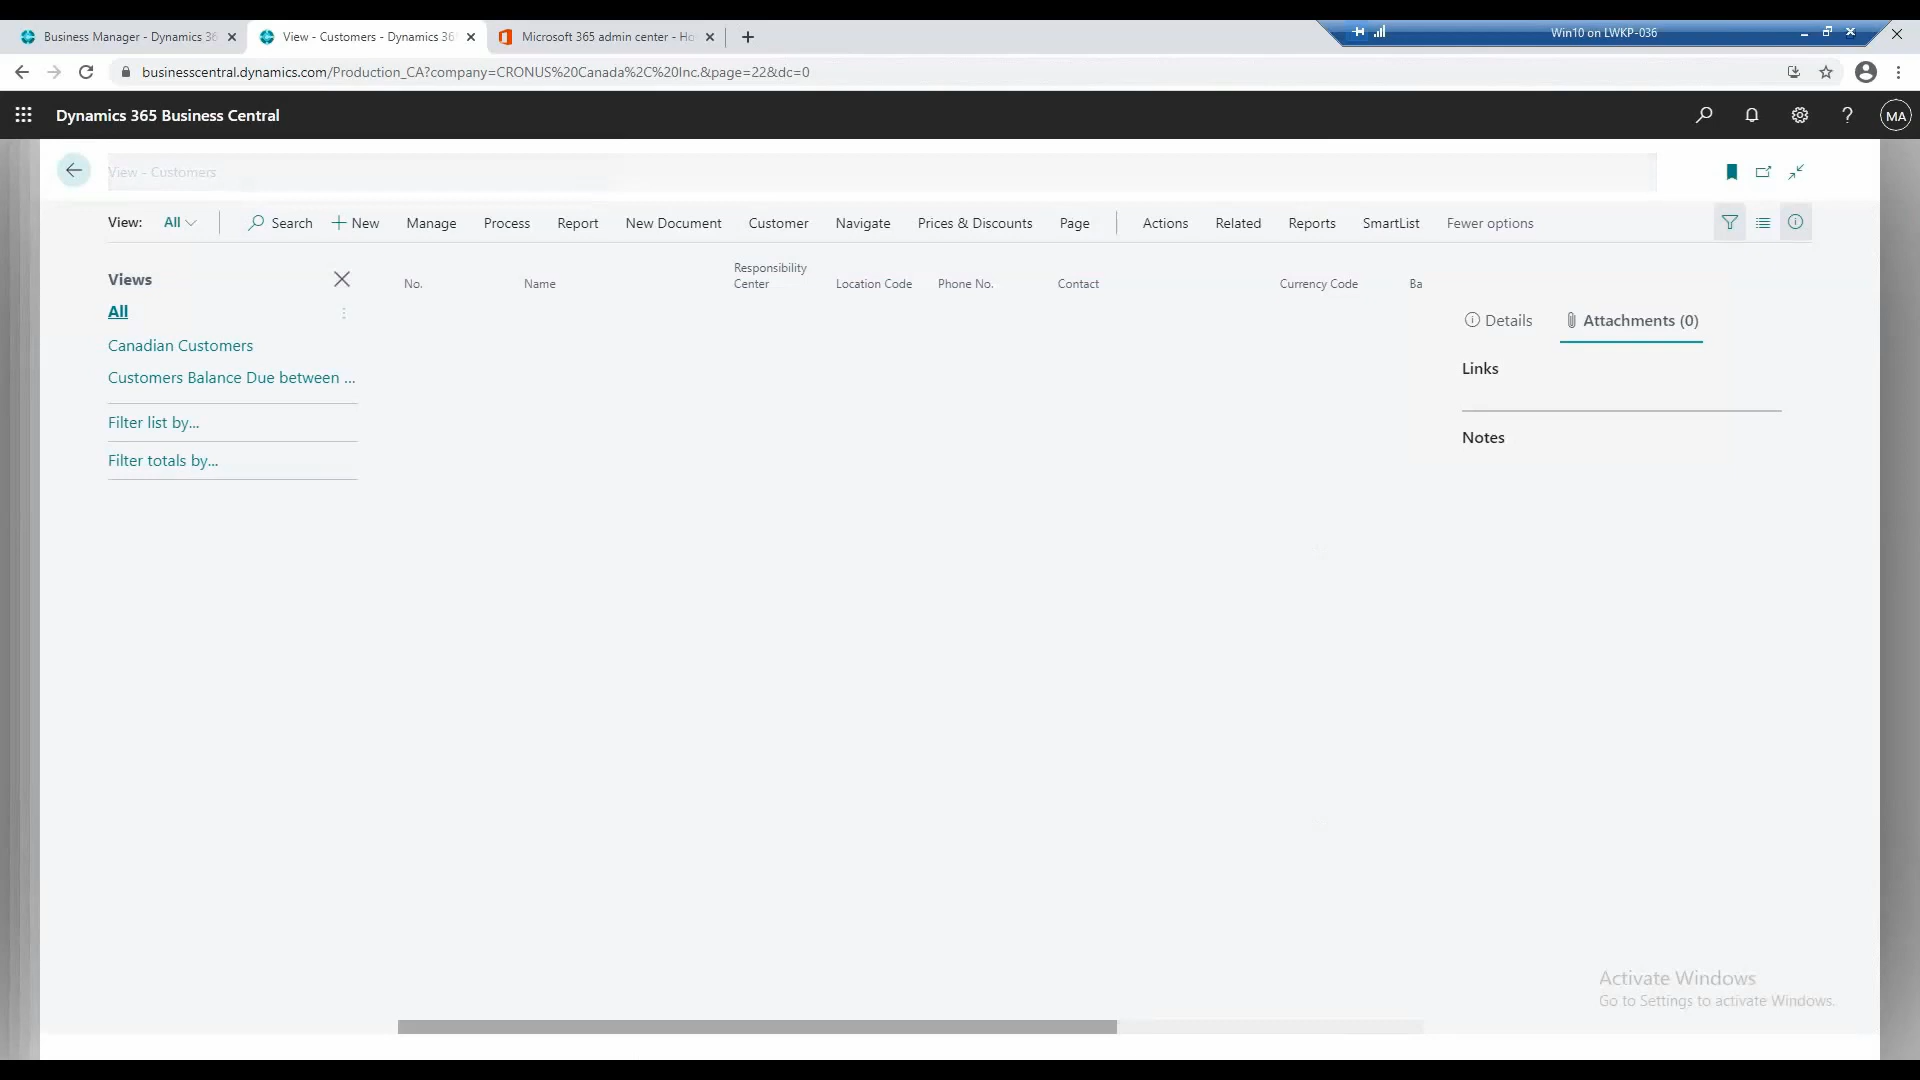 Business Manager - Dynamics 36
View - Customers - Dynamics 365
Microsoft 365 admin center - Ho
Win10 on LWKP-036
businesscentral.dynamics.com/Production_CA?company=CRONUS%20Canada%2C%20Inc.&page=22&dc=0
Dynamics 365 Business Central
MA
View - Customers
View: All Search New Manage Process Report New Document Customer Navigate Prices & Discounts Page Actions Related Reports SmartList Fewer options
Views
All
Canadian Customers
Customers Balance Due between ...
Filter list by...
Filter totals by...
No. Name Responsibility Center Location Code Phone No. Contact Currency Code Ba
Details Attachments (0)
Links
Notes
Activate Windows
Go to Settings to activate Windows.